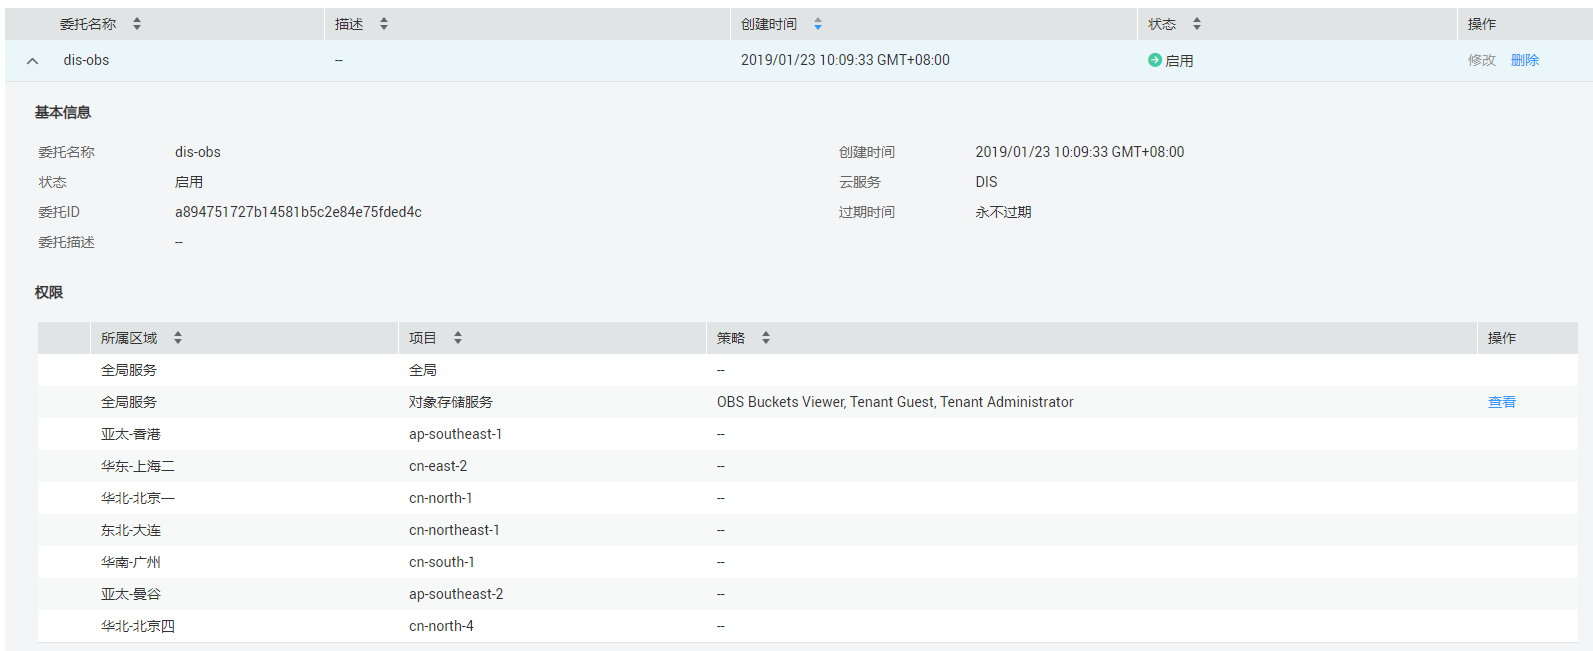 委托名称 描述 创建时间 状态 操作
dis-obs -- 2019/01/23 10:09:33 GMT+08:00 启用 修改 删除
基本信息
委托名称 dis-obs 创建时间 2019/01/23 10:09:33 GMT+08:00
状态 启用 云服务 DIS
委托ID a894751727b14581b5c2e84e75fded4c 过期时间 永不过期
委托描述 --
权限
所属区域 项目 策略 操作
全局服务 全局 --
全局服务 对象存储服务 OBS Buckets Viewer, Tenant Guest, Tenant Administrator 查看
亚太-香港 ap-southeast-1 --
华东-上海二 cn-east-2 --
华北-北京一 cn-north-1 --
东北-大连 cn-northeast-1 --
华南-广州 cn-south-1 --
亚太-曼谷 ap-southeast-2 --
华北-北京四 cn-north-4 --